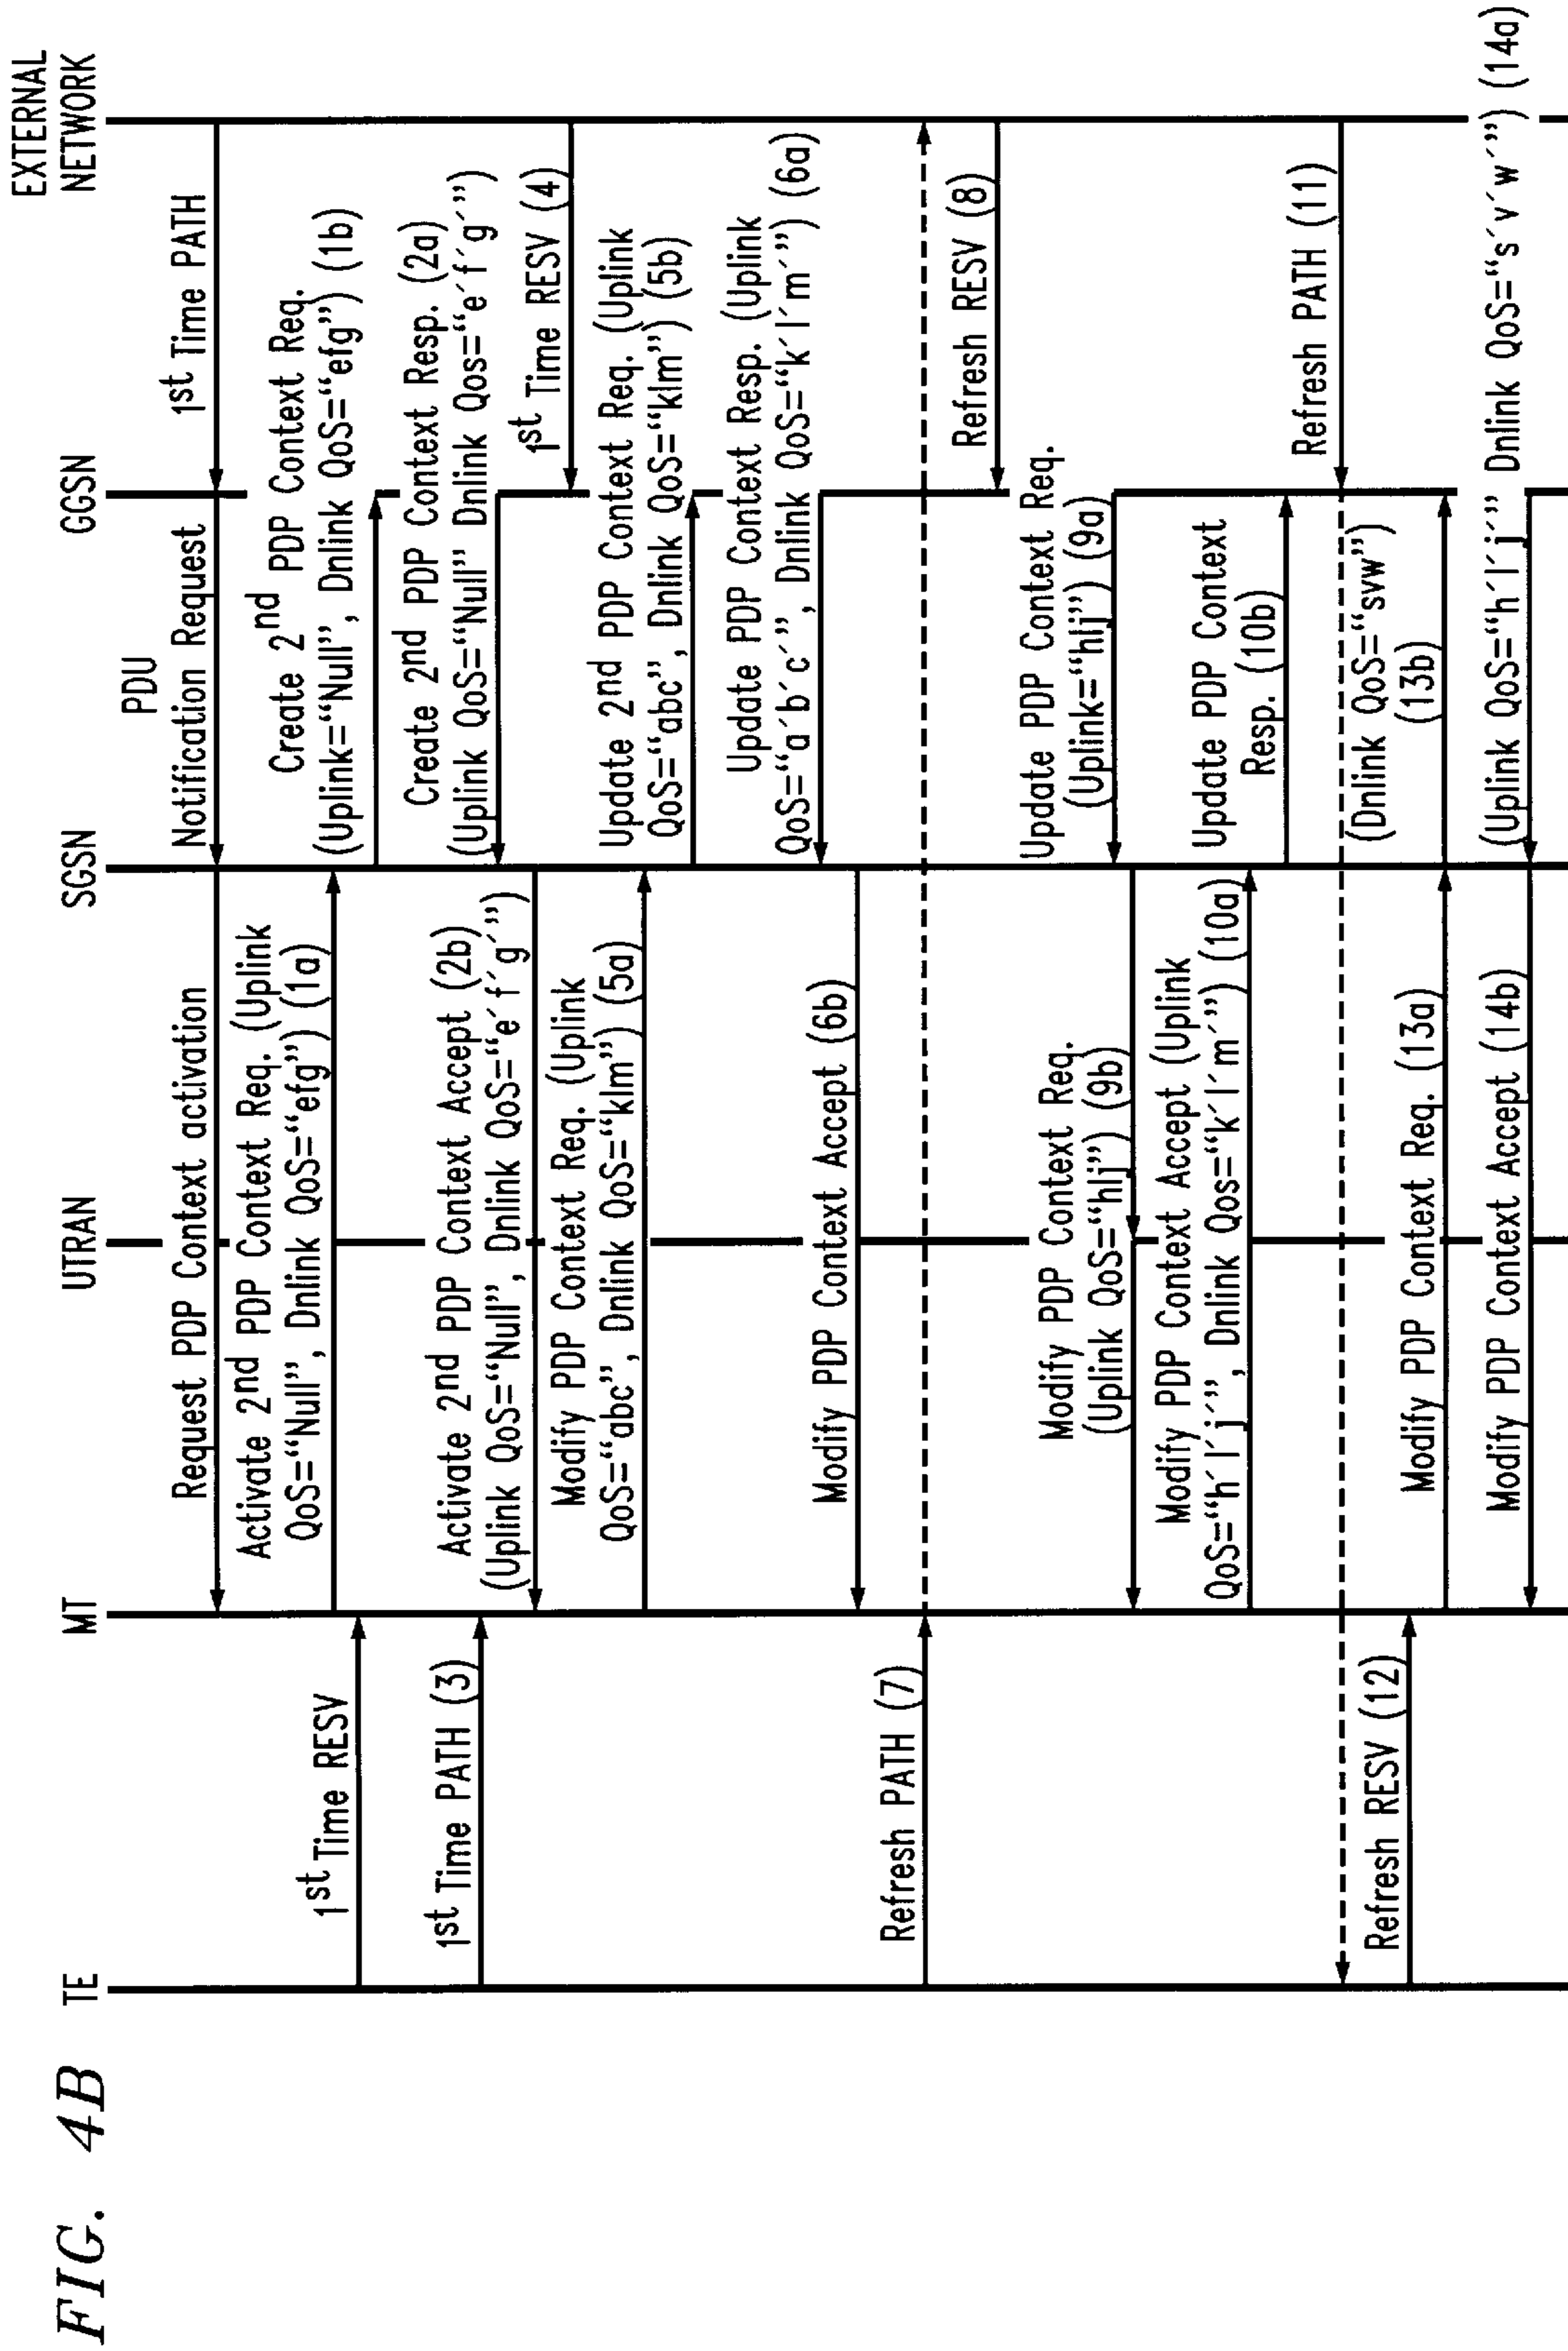 FIG. 4B
TE
MT
UTRAN
SGSN
GGSN
EXTERNAL
NETWORK
1st Time PATH
PDU
Notification Request
Request PDP Context activation
Activate 2nd PDP Context Req. (Uplink
QoS=“Null”, Dnlink QoS=“efg”) (1a)
Create 2nd PDP Context Req.
(Uplink=“Null”, Dnlink QoS=“efg”) (1b)
1st Time RESV
Create 2nd PDP Context Resp. (2a)
(Uplink QoS=“Null” Dnlink Qos=“e´f´g´”)
1st Time PATH (3)
Activate 2nd PDP Context Accept (2b)
(Uplink QoS=“Null”, Dnlink QoS=“e´f´g´”)
1st Time RESV (4)
Modify PDP Context Req. (Uplink
QoS=“abc”, Dnlink QoS=“klm”) (5a)
Update 2nd PDP Context Req. (Uplink
QoS=“abc”, Dnlink QoS=“klm”) (5b)
Update PDP Context Resp. (Uplink
QoS=“a´b´c´”, Dnlink QoS=“k´l´m´”) (6a)
Modify PDP Context Accept (6b)
Refresh PATH (7)
Refresh RESV (8)
Update PDP Context Req.
(Uplink=“hlj”) (9a)
Modify PDP Context Req.
(Uplink QoS=“hlj”) (9b)
Modify PDP Context Accept (Uplink
QoS=“h´l´j´”, Dnlink Qos=“k´l´m´”) (10a)
Update PDP Context
Resp. (10b)
Refresh PATH (11)
Refresh RESV (12)
Modify PDP Context Req. (13a)
(Dnlink QoS=“svw”)
(13b)
(Uplink QoS=“h´l´j´” Dnlink QoS=“s´v´w´”) (14a)
Modify PDP Context Accept (14b)